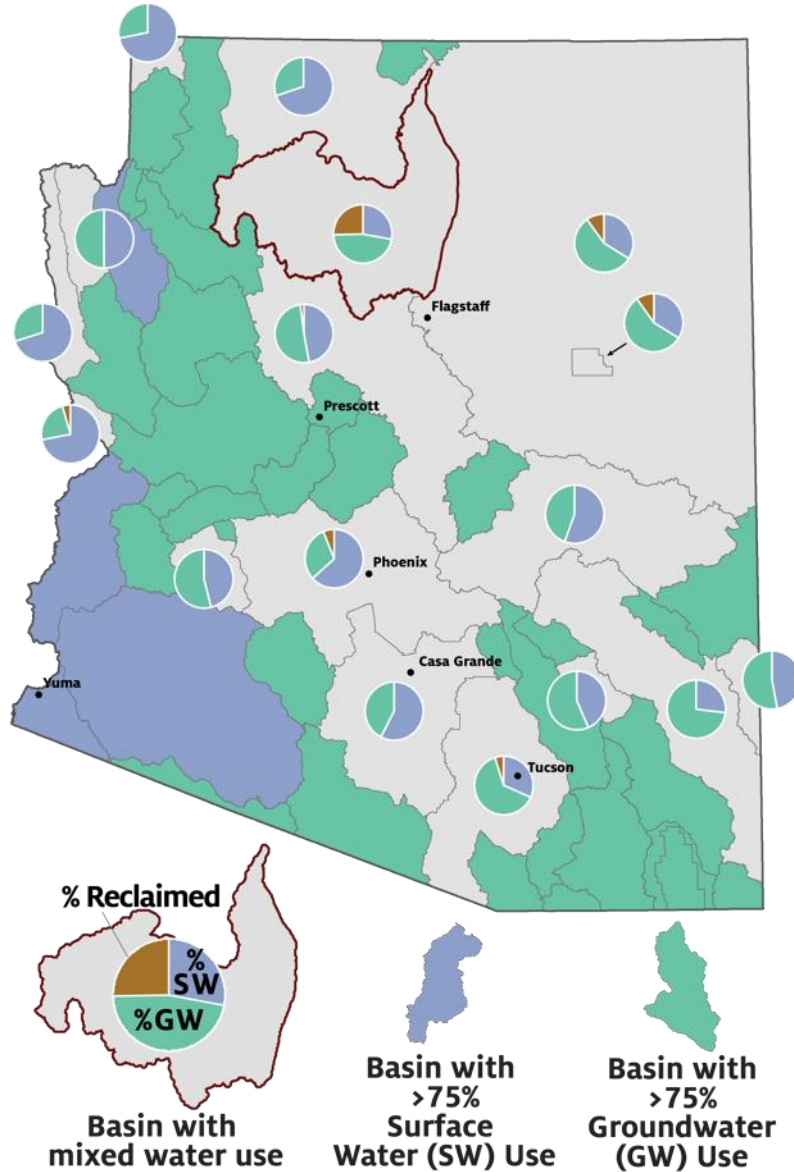 Flagstaff
Prescott
Phoenix
Casa Grande
Yuma
Tucson
% Reclaimed
%
SW
%GW
Basin with
mixed water use
Basin with
>75%
Surface
Water (SW) Use
Basin with
>75%
Groundwater
(GW) Use